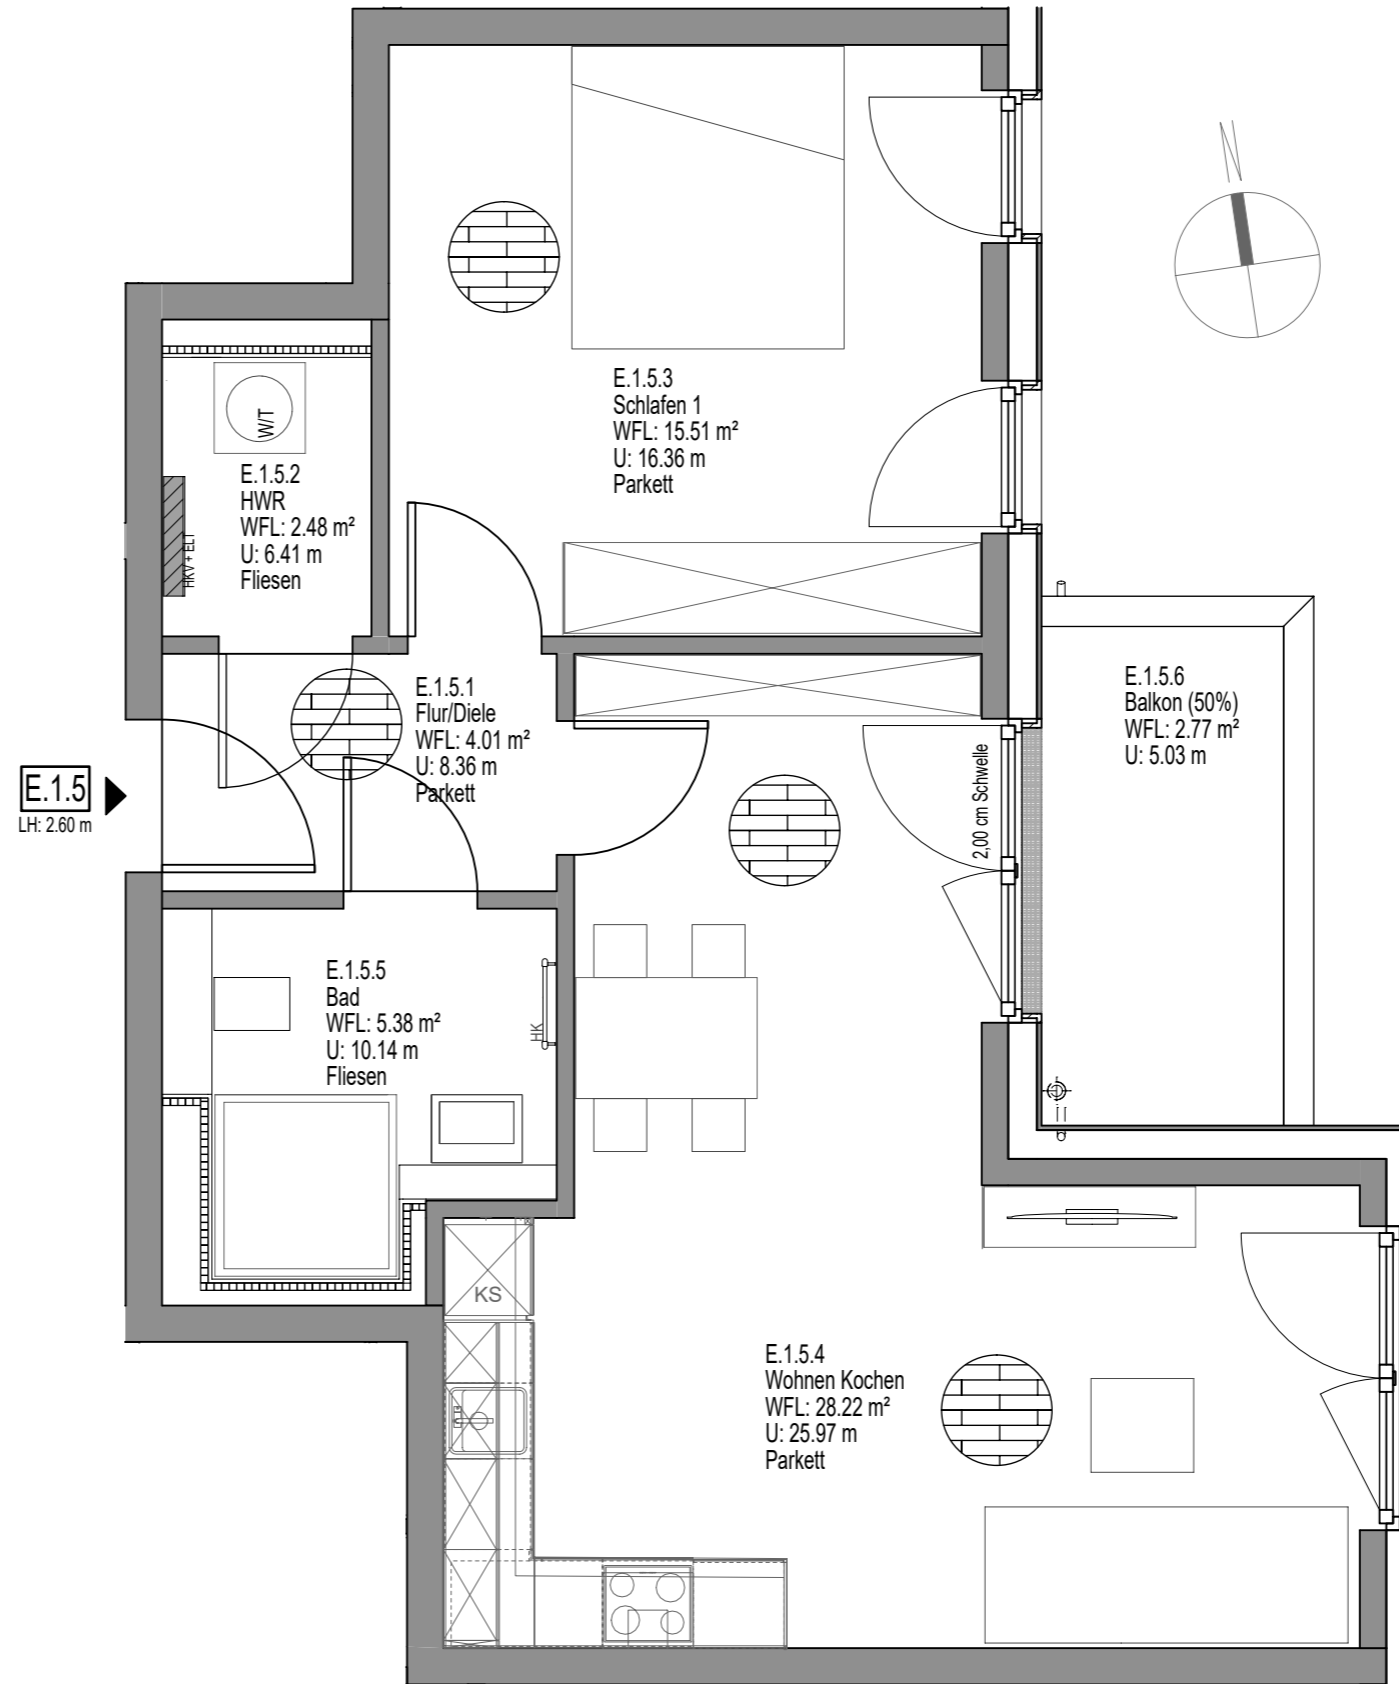 E.1.5.3
Schlafen 1
WFL: 15.51 m²
U: 16.36 m
Parkett
W/T
E.1.5.2
HWR
WFL: 2.48 m²
U: 6.41 m
Fliesen
HKV + ELT
E.1.5.1
Flur/Diele
WFL: 4.01 m²
U: 8.36 m
Parkett
E.1.5.6
Balkon (50%)
WFL: 2.77 m²
U: 5.03 m
E.1.5
LH: 2.60 m
2,00 cm Schwelle
E.1.5.5
Bad
WFL: 5.38 m²
U: 10.14 m
Fliesen
HK
KS
E.1.5.4
Wohnen Kochen
WFL: 28.22 m²
U: 25.97 m
Parkett